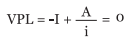 VPL = -I + A/i = 0